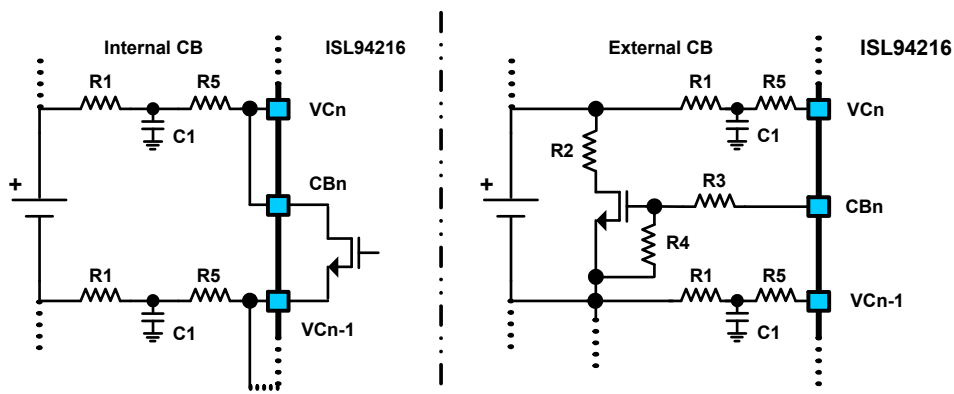 Internal CB
ISL94216
R1
R5
VCn
C1
CBn
+
R1
R5
C1
VCn-1
External CB
ISL94216
R1
R5
VCn
C1
R2
+
R3
CBn
R4
R1
R5
VCn-1
C1